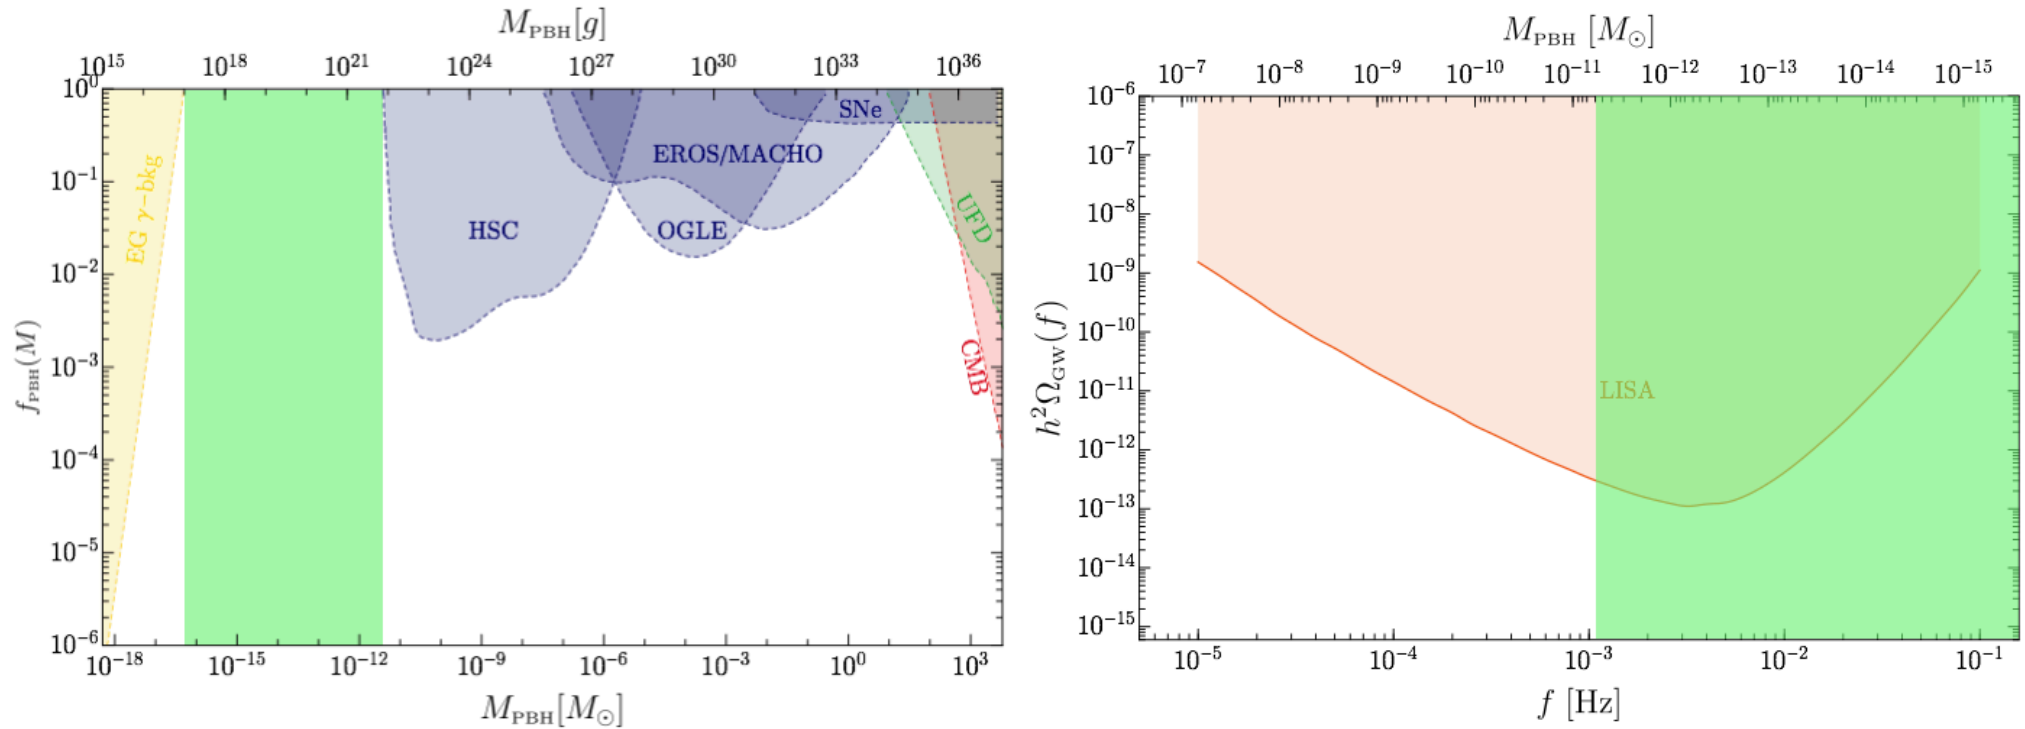 M_PBH[g]
10^15 10^18 10^21 10^24 10^27 10^30 10^33 10^36
10^0
10^-1
10^-2
10^-3
10^-4
10^-5
10^-6
f_PBH(M)
EG γ-bkg
HSC
EROS/MACHO
OGLE
SNe
UFD
CMB
10^-18 10^-15 10^-12 10^-9 10^-6 10^-3 10^0 10^3
M_PBH[M_⊙]
M_PBH [M_⊙]
10^-7 10^-8 10^-9 10^-10 10^-11 10^-12 10^-13 10^-14 10^-15
10^-6
10^-7
10^-8
10^-9
10^-10
10^-11
10^-12
10^-13
10^-14
10^-15
h^2Ω_GW(f)
LISA
10^-5 10^-4 10^-3 10^-2 10^-1
f [Hz]